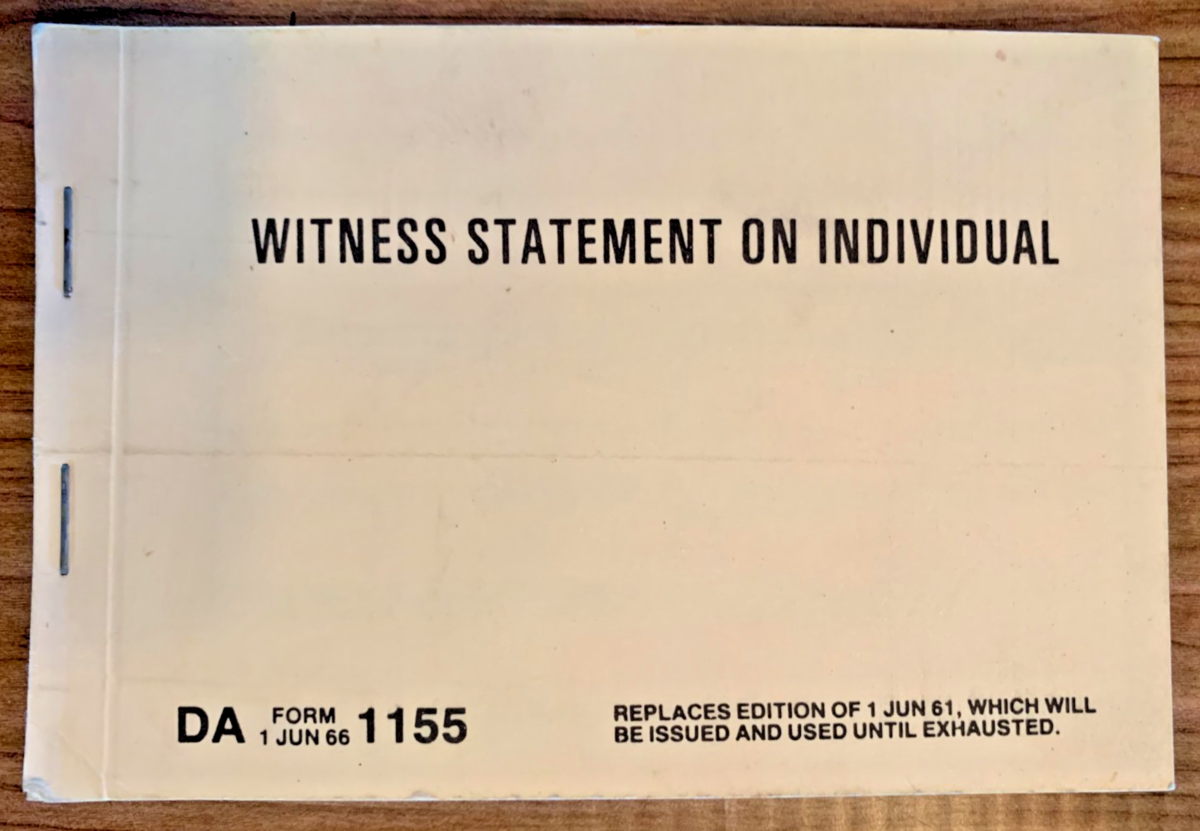 WITNESS STATEMENT ON INDIVIDUAL
DA FORM 1 JUN 66 1155
REPLACES EDITION OF 1 JUN 61, WHICH WILL
BE ISSUED AND USED UNTIL EXHAUSTED.